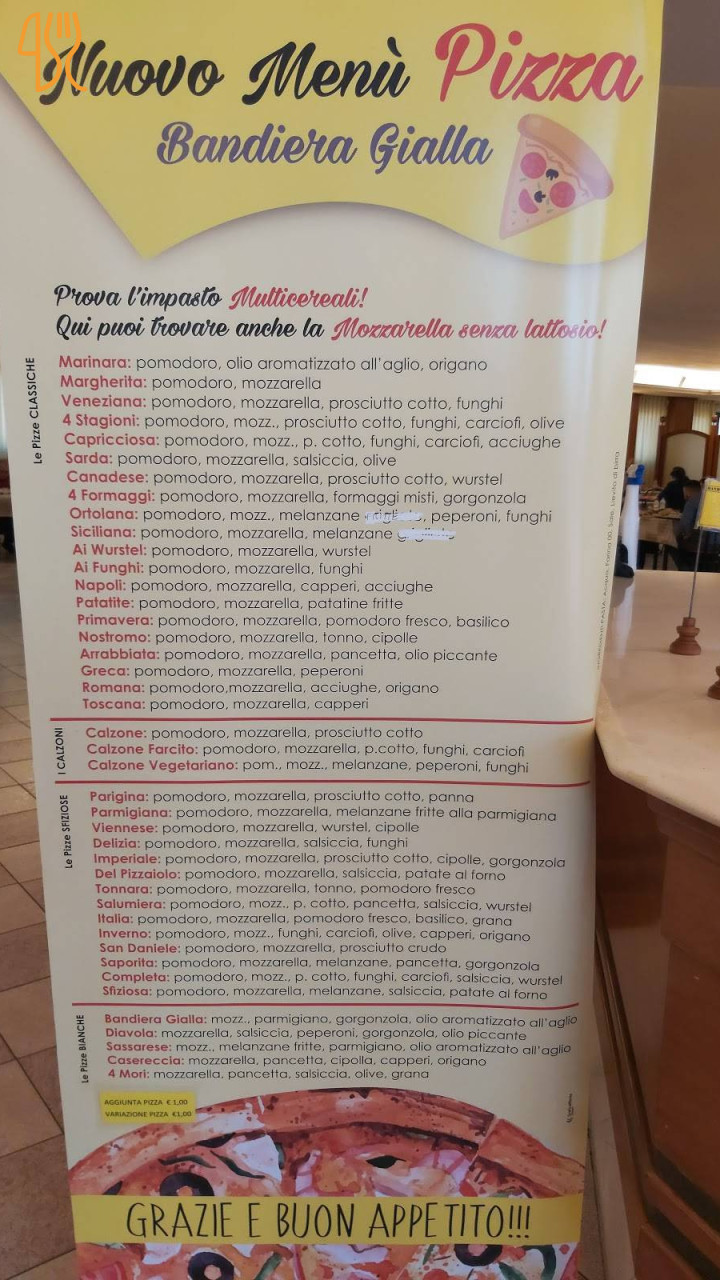 Nuovo Menù Pizza
Bandiera Gialla
Prova l'impasto Multicereali!
Qui puoi trovare anche la Mozzarella senza lattosio!
Le Pizze CLASSICHE
Marinara: pomodoro, olio aromatizzato all'aglio, origano
Margherita: pomodoro, mozzarella
Veneziana: pomodoro, mozzarella, prosciutto cotto, funghi
4 Stagioni: pomodoro, mozz., prosciutto cotto, funghi, carciofi, olive
Capricciosa: pomodoro, mozz., p. cotto, funghi, carciofi, acciughe
Sarda: pomodoro, mozzarella, salsiccia, olive
Canadese: pomodoro, mozzarella, prosciutto cotto, wurstel
4 Formaggi: pomodoro, mozzarella, formaggi misti, gorgonzola
Ortolana: pomodoro, mozz., melanzane , peperoni, funghi
Siciliana: pomodoro, mozzarella, melanzane
Ai Wurstel: pomodoro, mozzarella, wurstel
Ai Funghi: pomodoro, mozzarella, funghi
Napoli: pomodoro, mozzarella, capperi, acciughe
Patatite: pomodoro, mozzarella, patatine fritte
Primavera: pomodoro, mozzarella, pomodoro fresco, basilico
Nostromo: pomodoro, mozzarella, tonno, cipolle
Arrabbiata: pomodoro, mozzarella, pancetta, olio piccante
Greca: pomodoro, mozzarella, peperoni
Romana: pomodoro,mozzarella, acciughe, origano
Toscana: pomodoro, mozzarella, capperi
I CALZONI
Calzone: pomodoro, mozzarella, prosciutto cotto
Calzone Farcito: pomodoro, mozzarella, p.cotto, funghi, carciofi
Calzone Vegetariano: pom., mozz., melanzane, peperoni, funghi
Le Pizze SFIZIOSE
Parigina: pomodoro, mozzarella, prosciutto cotto, panna
Parmigiana: pomodoro, mozzarella, melanzane fritte alla parmigiana
Viennese: pomodoro, mozzarella, wurstel, cipolle
Delizia: pomodoro, mozzarella, salsiccia, funghi
Imperiale: pomodoro, mozzarella, prosciutto cotto, cipolle, gorgonzola
Del Pizzaiolo: pomodoro, mozzarella, salsiccia, patate al forno
Tonnara: pomodoro, mozzarella, tonno, pomodoro fresco
Salumiera: pomodoro, mozz., p. cotto, pancetta, salsiccia, wurstel
Italia: pomodoro, mozzarella, pomodoro fresco, basilico, grana
Inverno: pomodoro, mozz., funghi, carciofi, olive, capperi, origano
San Daniele: pomodoro, mozzarella, prosciutto crudo
Saporita: pomodoro, mozzarella, melanzane, pancetta, gorgonzola
Completa: pomodoro, mozz., p. cotto, funghi, carciofi, salsiccia, wurstel
Sfiziosa: pomodoro, mozzarella, melanzane, salsiccia, patate al forno
Le Pizze BIANCHE
Bandiera Gialla: mozz., parmigiano, gorgonzola, olio aromatizzato all'aglio
Diavola: mozzarella, salsiccia, peperoni, gorgonzola, olio piccante
Sassarese: mozz., melanzane fritte, parmigiano, olio aromatizzato all'aglio
Casereccia: mozzarella, pancetta, cipolla, capperi, origano
4 Mori: mozzarella, pancetta, salsiccia, olive, grana
AGGIUNTA PIZZA € 1,00
VARIAZIONE PIZZA €1,00
GRAZIE E BUON APPETITO!!!